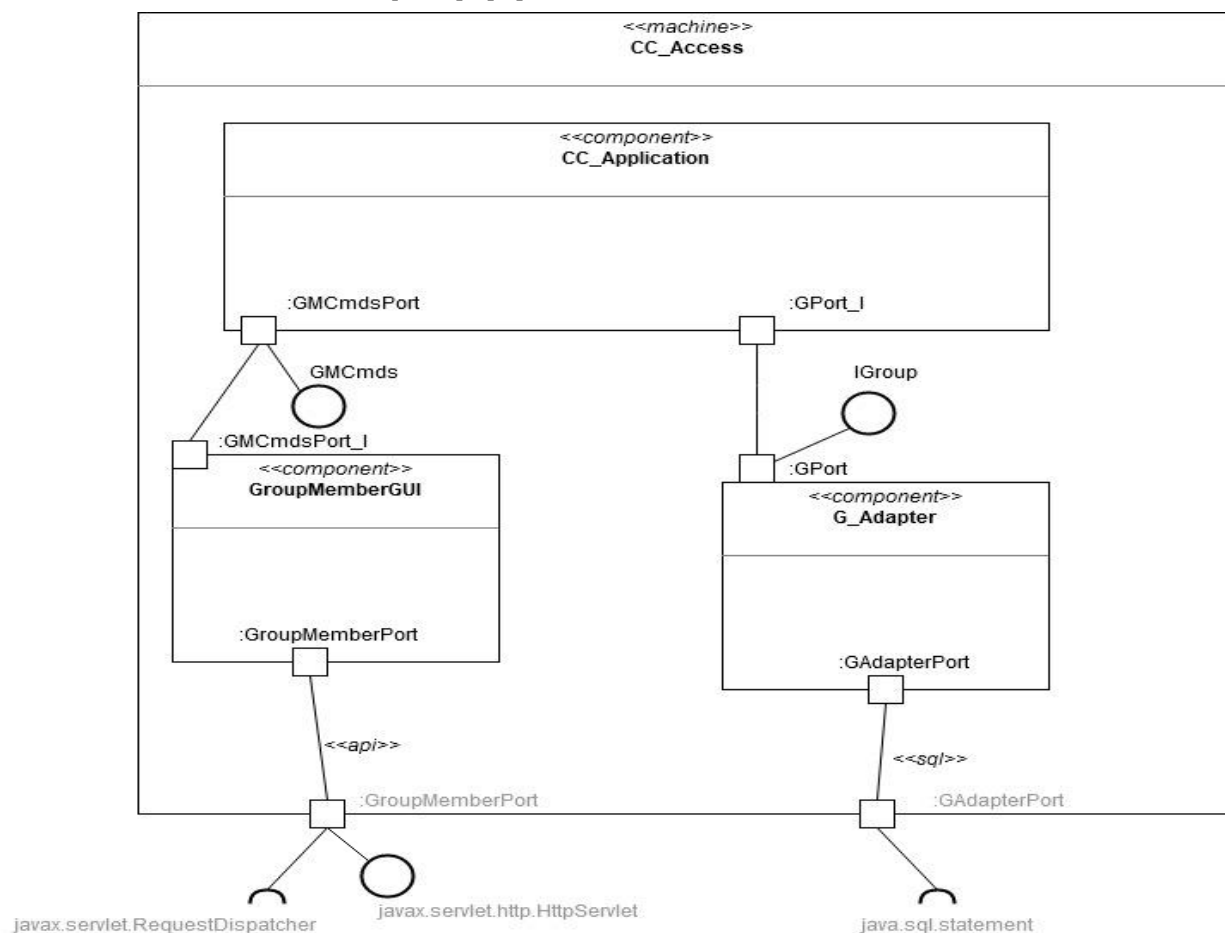 <<machine>>
CC_Access
<<component>>
CC_Application
:GMCmdsPort
:GPort_I
GMCmds
IGroup
:GMCmdsPort_I
:GPort
<<component>>
GroupMemberGUI
<<component>>
G_Adapter
:GroupMemberPort
:GAdapterPort
<<api>>
<<sql>>
:GroupMemberPort
:GAdapterPort
javax.servlet.RequestDispatcher
javax.servlet.http.HttpServlet
java.sql.statement